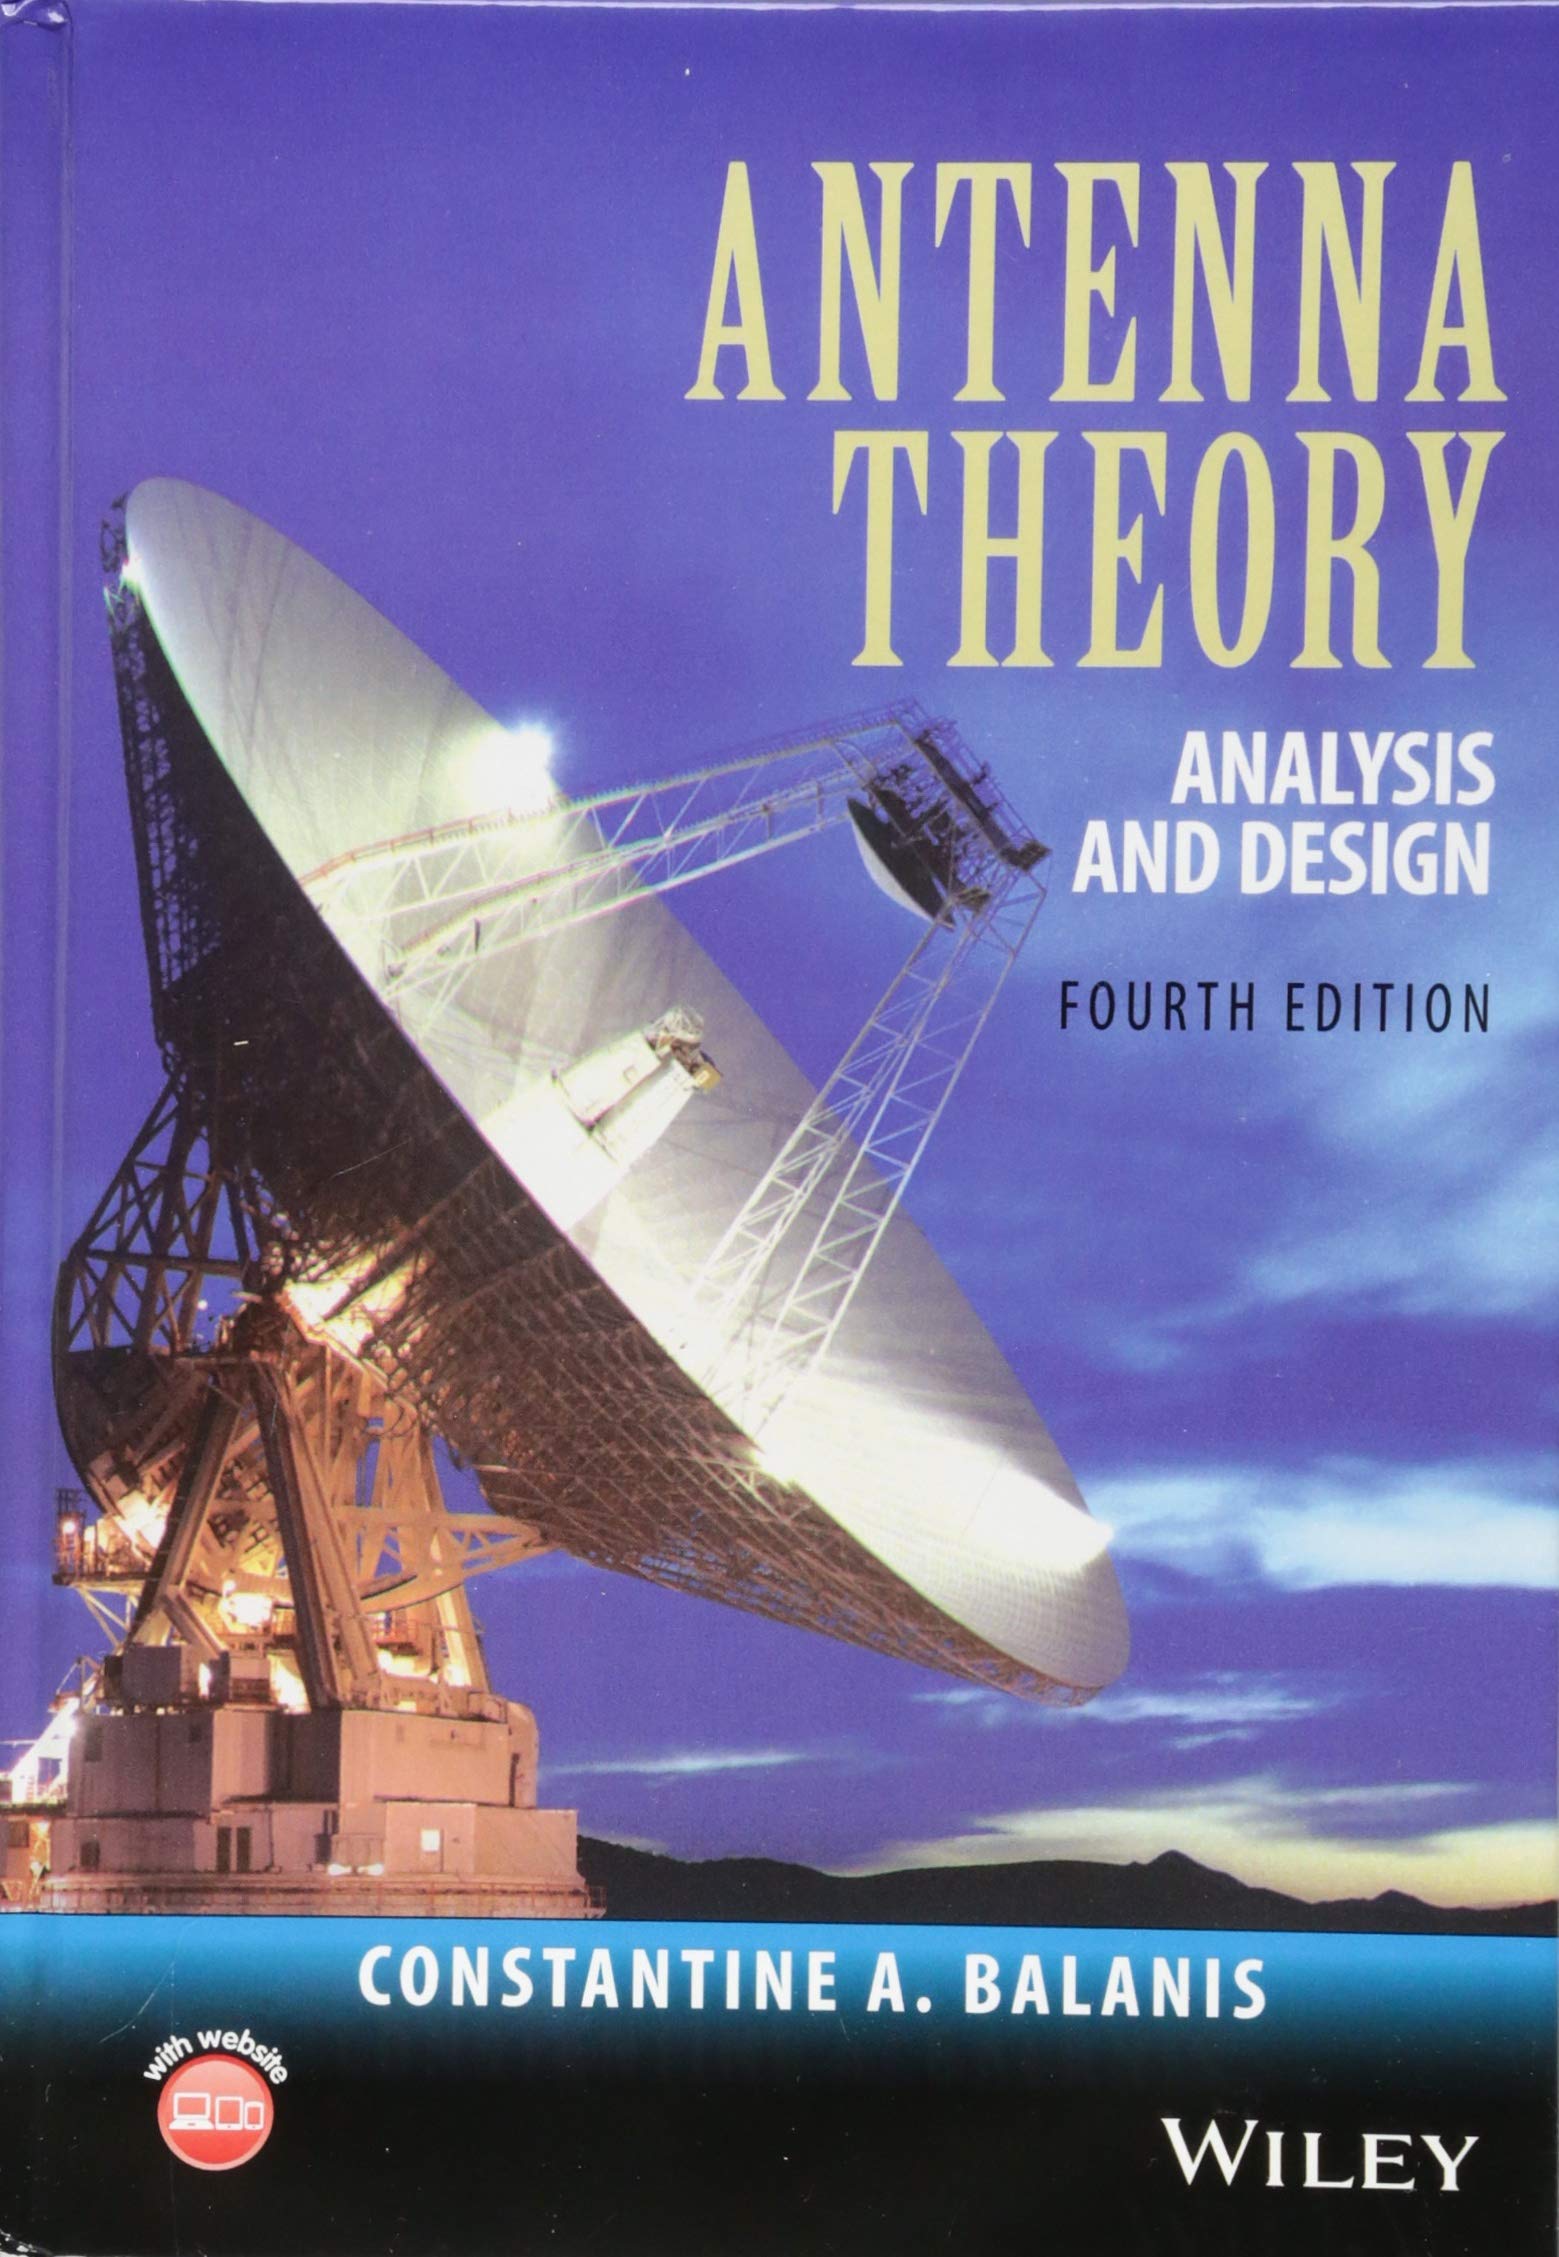 ANTENNA
THEORY
ANALYSIS
AND DESIGN
FOURTH EDITION
CONSTANTINE A. BALANIS
with website
WILEY